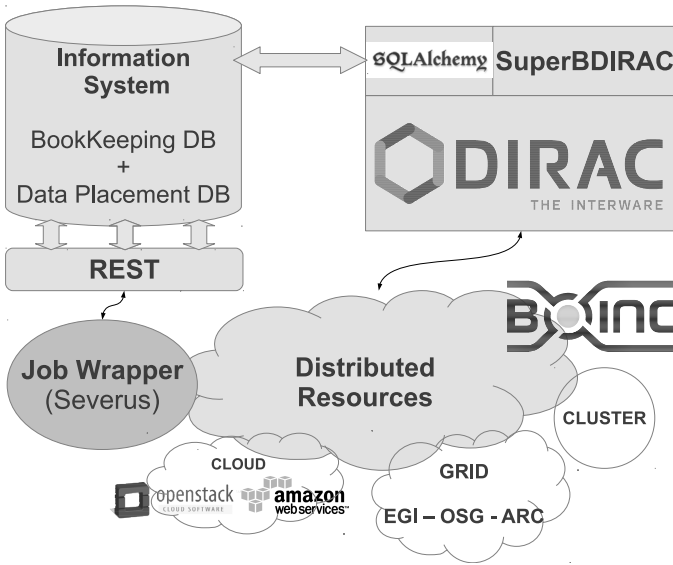 Information
System
BookKeeping DB
+
Data Placement DB
SQLAlchemy
SuperBDIRAC
DIRAC
THE INTERWARE
REST
BOINC
Job Wrapper
(Severus)
Distributed
Resources
CLUSTER
CLOUD
openstack
CLOUD SOFTWARE
amazon
webservices™
GRID
EGI – OSG - ARC